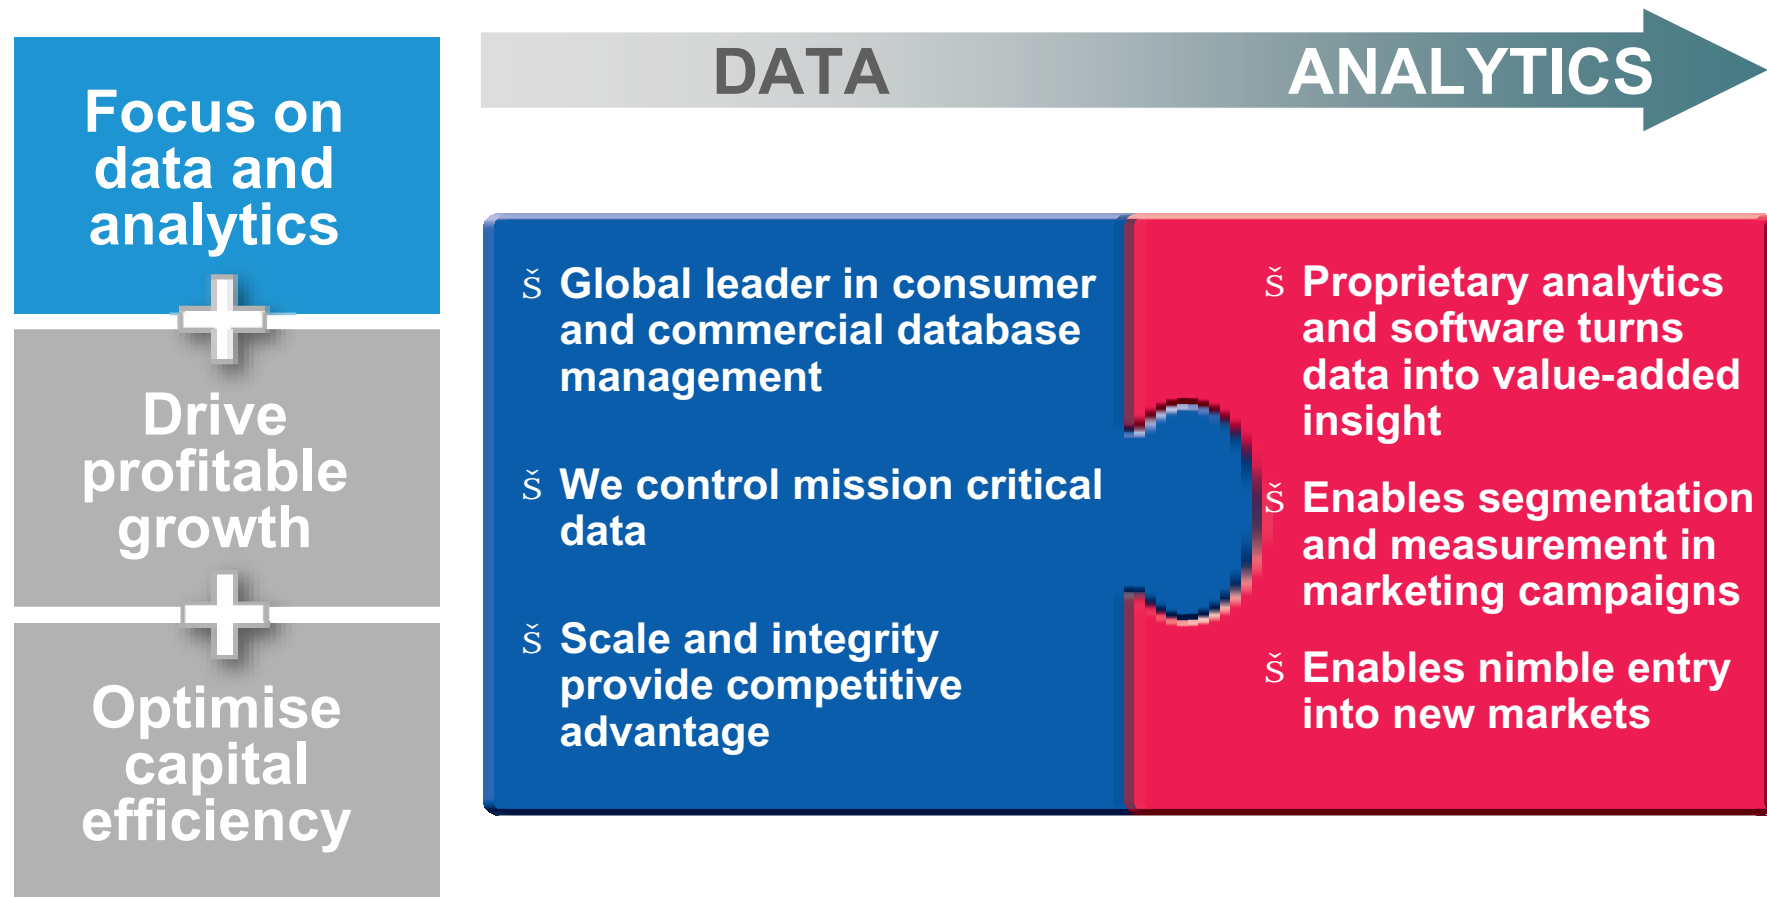 Focus on
data and
analytics
Drive
profitable
growth
Optimise
capital
efficiency
DATA
ANALYTICS
š Global leader in consumer
and commercial database
management
š We control mission critical
data
š Scale and integrity
provide competitive
advantage
š Proprietary analytics
and software turns
data into value-added
insight
š Enables segmentation
and measurement in
marketing campaigns
š Enables nimble entry
into new markets